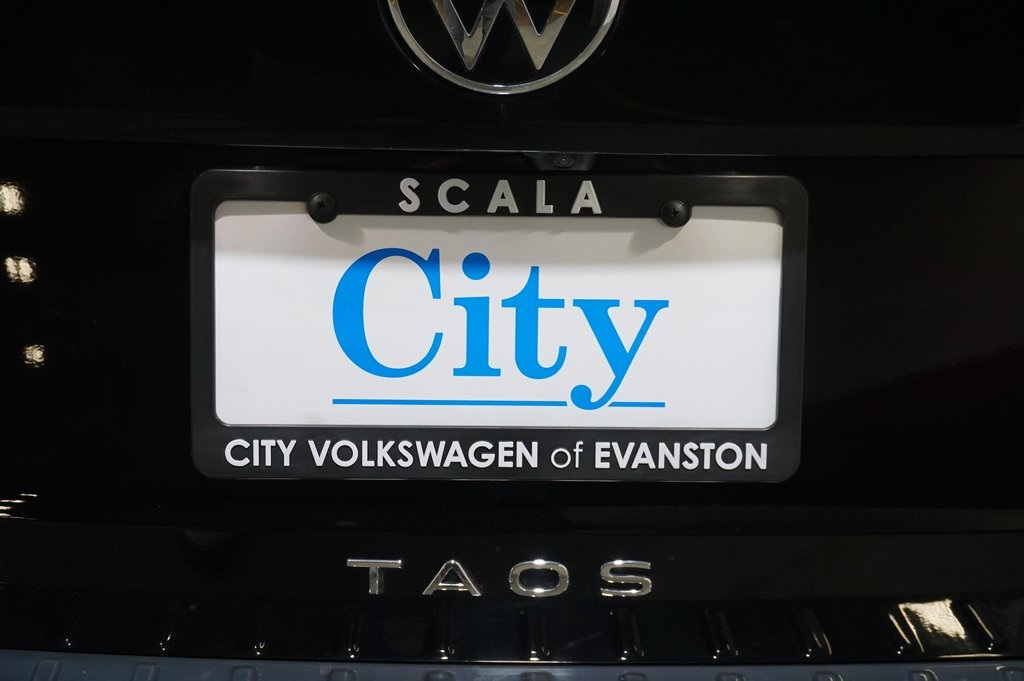 SCALA
City
CITY VOLKSWAGEN of EVANSTON
TAOS